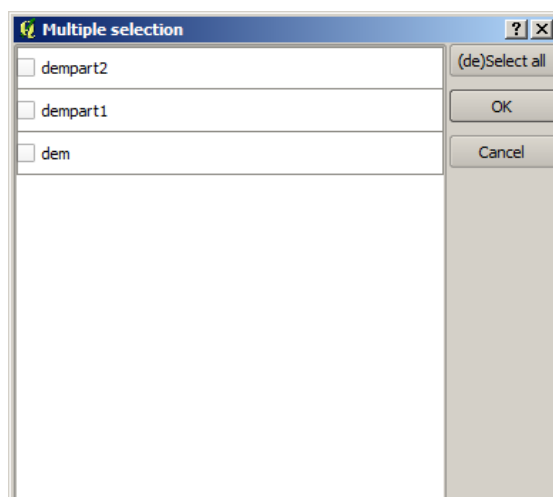 Multiple selection
dempart2
(de)Select all
dempart1
OK
dem
Cancel